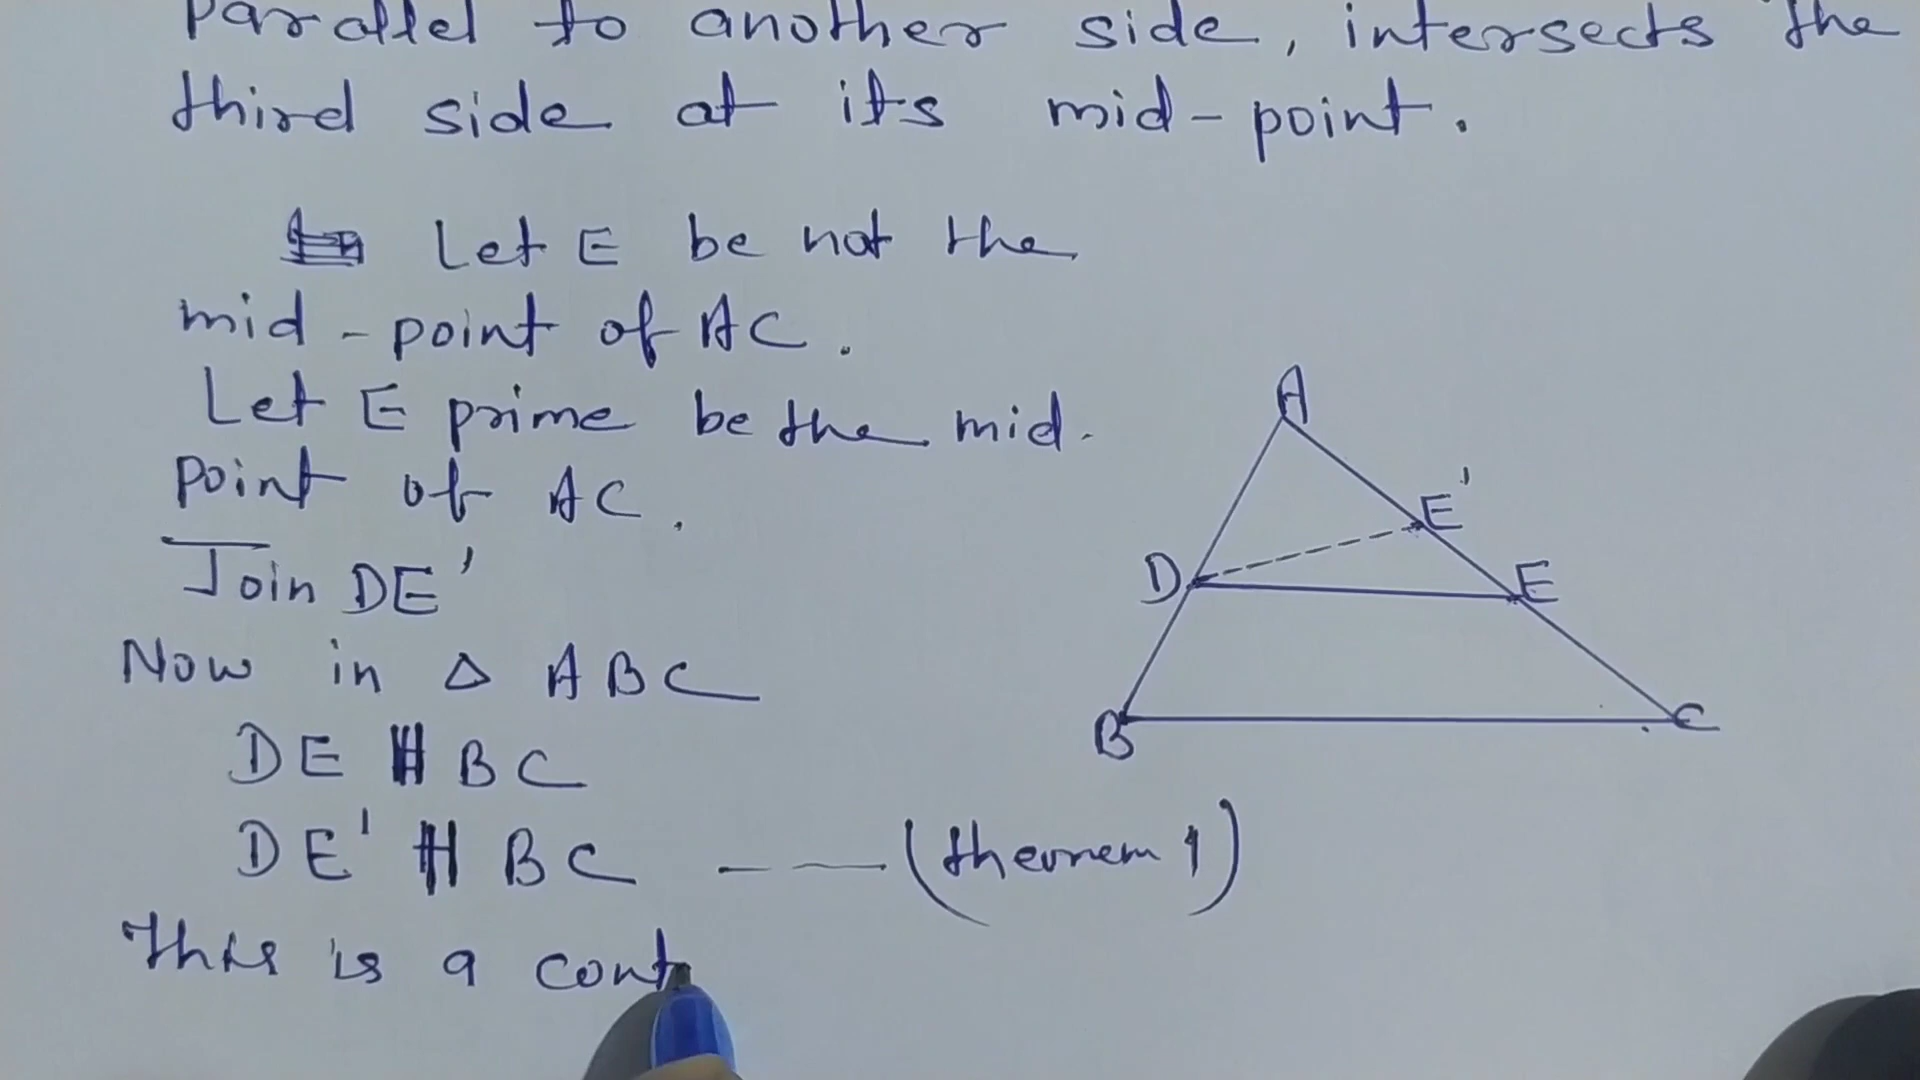 parallel to another side, intersects the
third side at its mid-point.
Let E be not the
mid-point of AC.
Let E prime be the mid-
point of AC.
Join DE'
Now in △ ABC
DE || BC
DE' || BC ---- (theorem 1)
This is a cont
A
E'
D
E
B
C